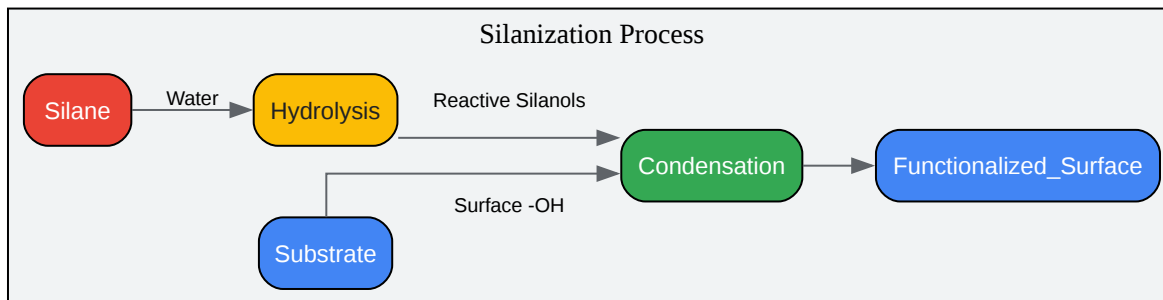 Silanization Process
Silane
Water
Hydrolysis
Reactive Silanols
Condensation
Functionalized_Surface
Surface -OH
Substrate